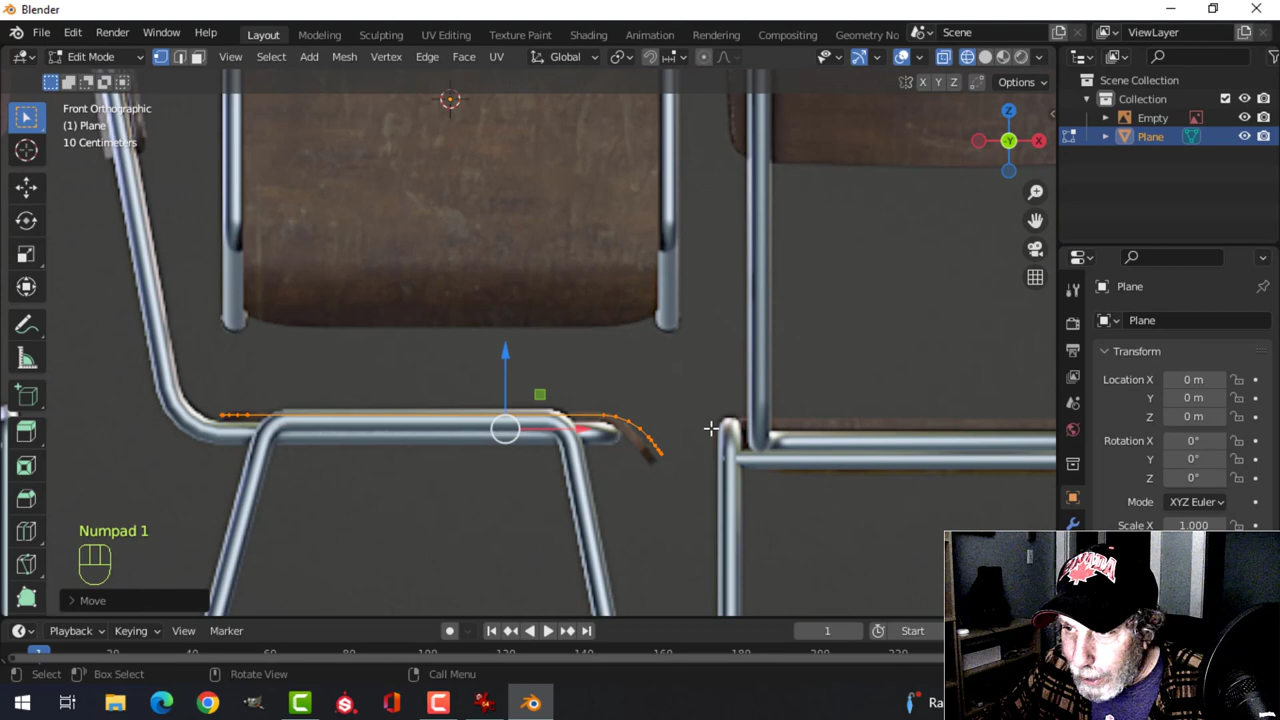 Blender
File Edit Render Window Help
Layout Modeling Sculpting UV Editing Texture Paint Shading Animation Rendering Compositing Geometry No
Scene
ViewLayer
Edit Mode
View Select Add Mesh Vertex Edge Face UV
Global
X Y Z
Options
Front Orthographic
(1) Plane
10 Centimeters
Z
X
-Y
Scene Collection
Collection
Empty
Plane
Plane
Plane
Transform
Location X 0 m
Y 0 m
Z 0 m
Rotation X 0°
Y 0°
Z 0°
Mode XYZ Euler
Scale X 1.000
Numpad 1
Move
Playback Keying View Marker
1
Start
Select
Box Select
Rotate View
Call Menu
Ra